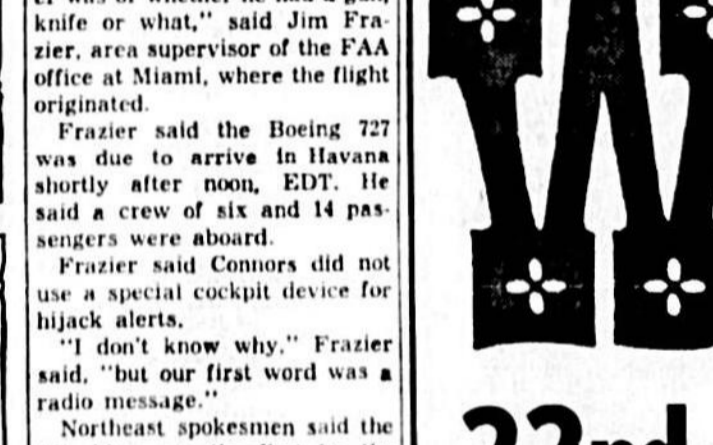 knife or what," said Jim Fra-
zier, area supervisor of the FAA
office at Miami, where the flight
originated.
Frazier said the Boeing 727
was due to arrive in Havana
shortly after noon, EDT. He
said a crew of six and 14 pas-
sengers were aboard.
Frazier said Connors did not
use a special cockpit device for
hijack alerts.
"I don't know why," Frazier
said, "but our first word was a
radio message."
Northeast spokesmen said the
W
22nd